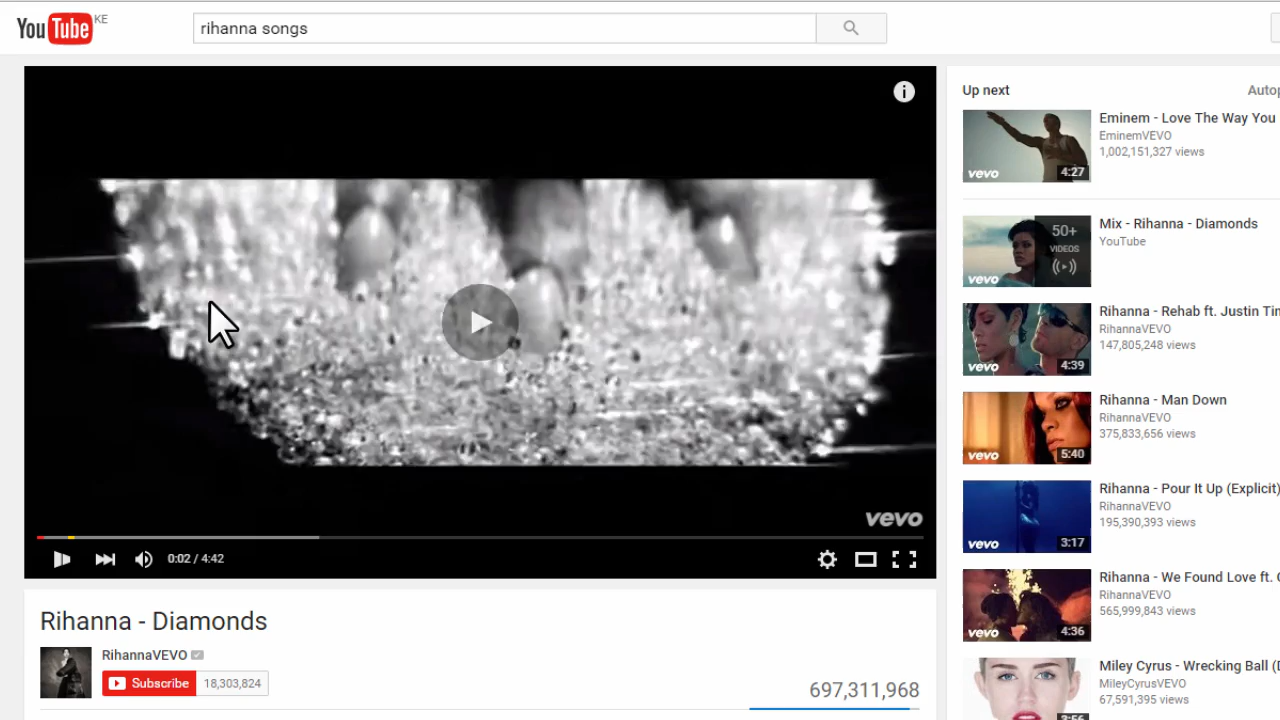 YouTube KE
rihanna songs
vevo
0:02 / 4:42
Rihanna - Diamonds
RihannaVEVO
Subscribe 18,303,824
697,311,968
Up next
Eminem - Love The Way You
EminemVEVO
1,002,151,327 views
vevo 4:27
Mix - Rihanna - Diamonds
YouTube
50+
VIDEOS
vevo
Rihanna - Rehab ft. Justin
RihannaVEVO
147,805,248 views
vevo 4:39
Rihanna - Man Down
RihannaVEVO
375,833,656 views
vevo 5:40
Rihanna - Pour It Up (Explicit)
RihannaVEVO
195,390,393 views
vevo 3:17
Rihanna - We Found Love ft.
RihannaVEVO
565,999,843 views
vevo 4:36
Miley Cyrus - Wrecking Ball
MileyCyrusVEVO
67,591,395 views
3:56